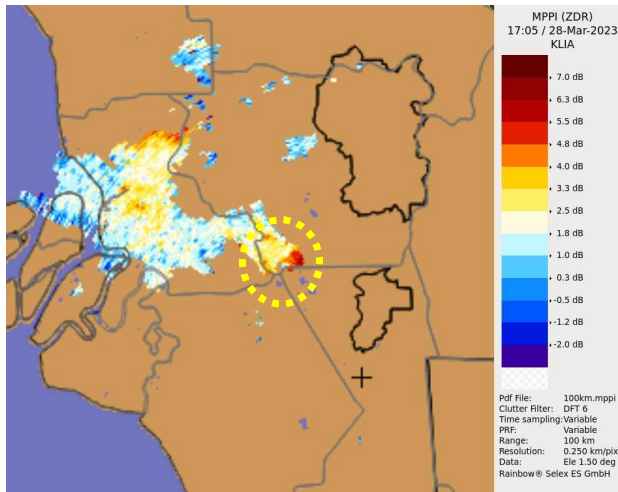 MPPI (ZDR)
17:05 / 28-Mar-2023
KLIA
7.0 dB
6.3 dB
5.5 dB
4.8 dB
4.0 dB
3.3 dB
2.5 dB
1.8 dB
1.0 dB
0.3 dB
-0.5 dB
-1.2 dB
-2.0 dB
Pdf File: 100km.mppi
Clutter Filter: DFT 6
Time sampling:Variable
PRF: Variable
Range: 100 km
Resolution: 0.250 km/pix
Data: Ele 1.50 deg
Rainbow® Selex ES GmbH